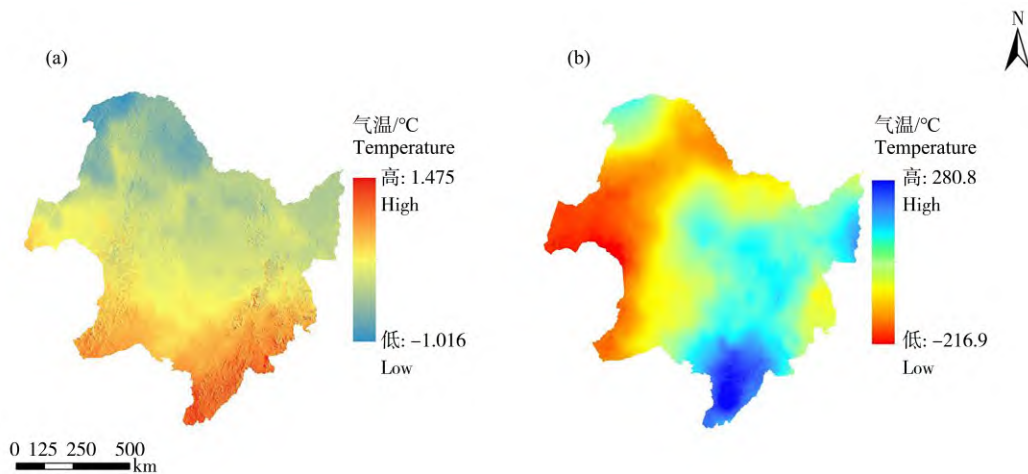 N
(a)
(b)
气温/℃
Temperature
高: 1.475
High
低: −1.016
Low
气温/℃
Temperature
高: 280.8
High
低: −216.9
Low
0 125 250 500
km